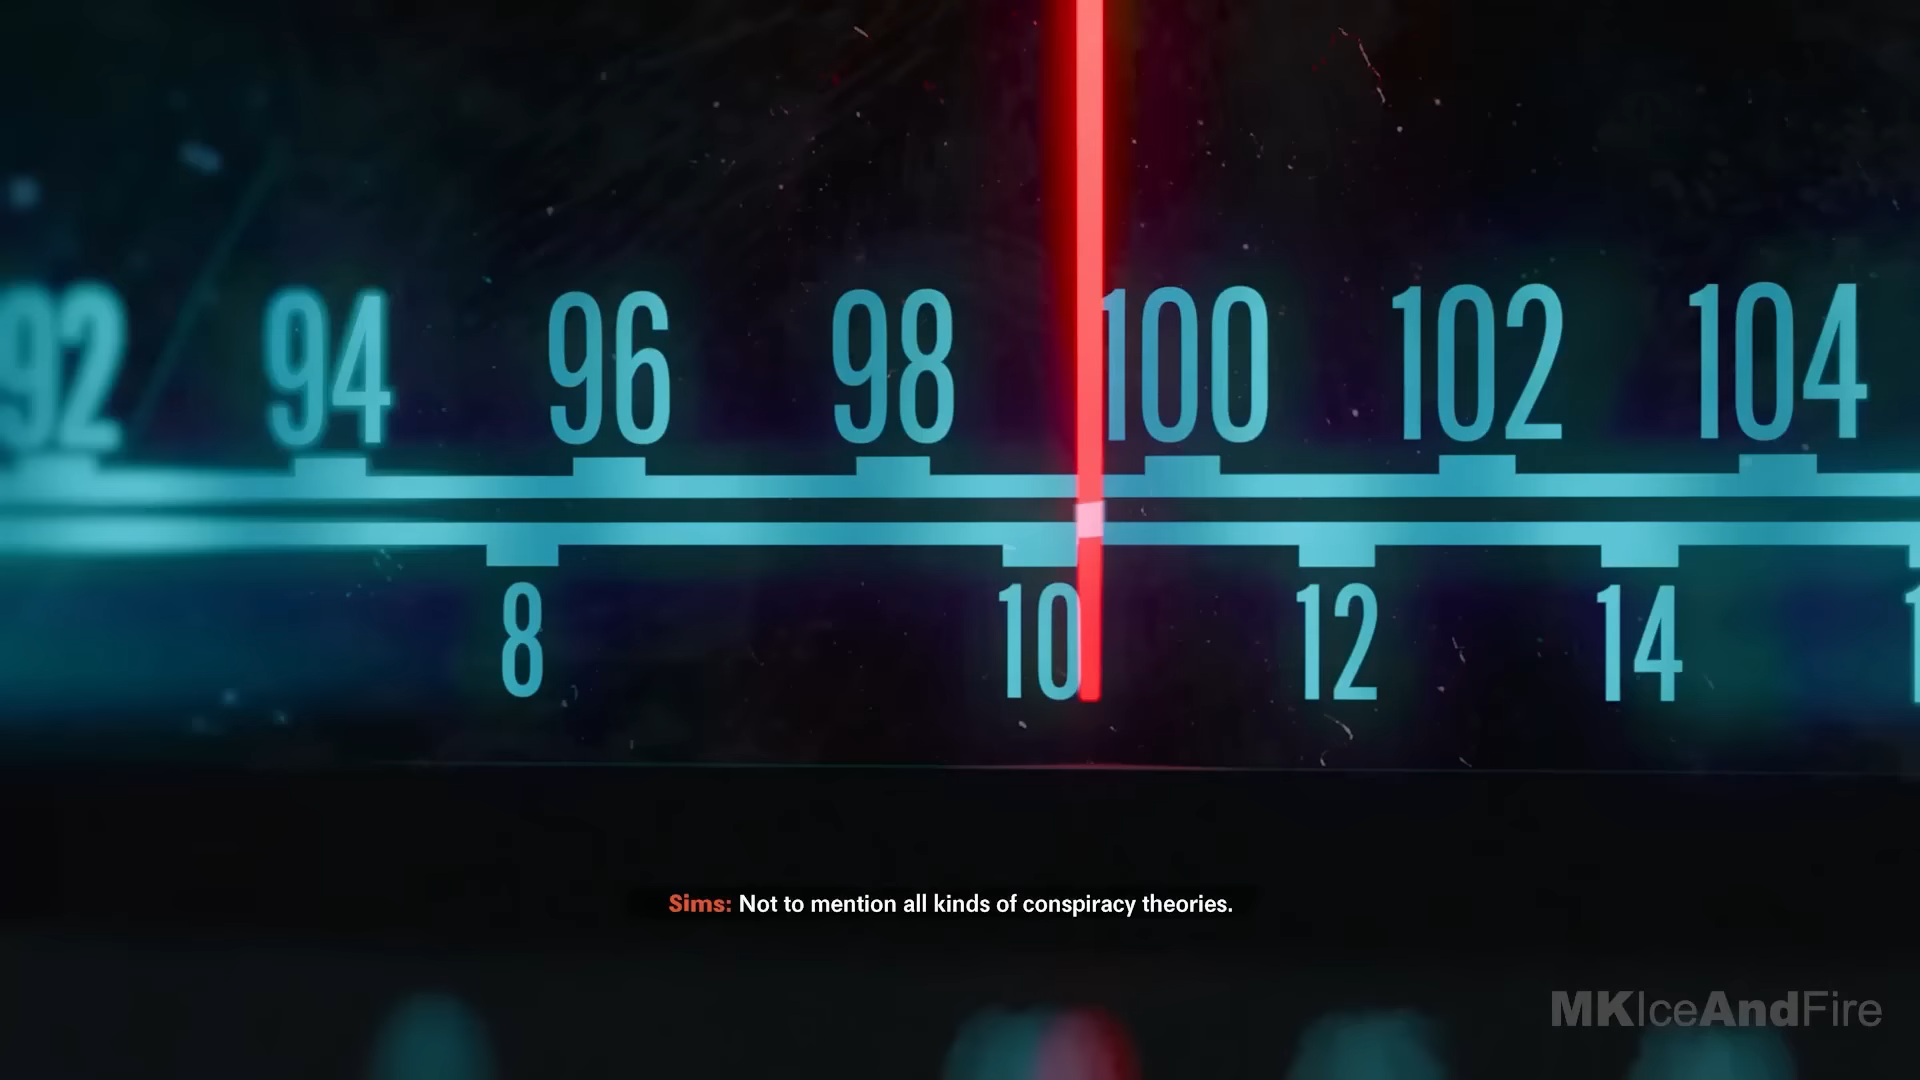 92 94 96 98 100 102 104
8 10 12 14
Sims: Not to mention all kinds of conspiracy theories.
MKIceAndFire